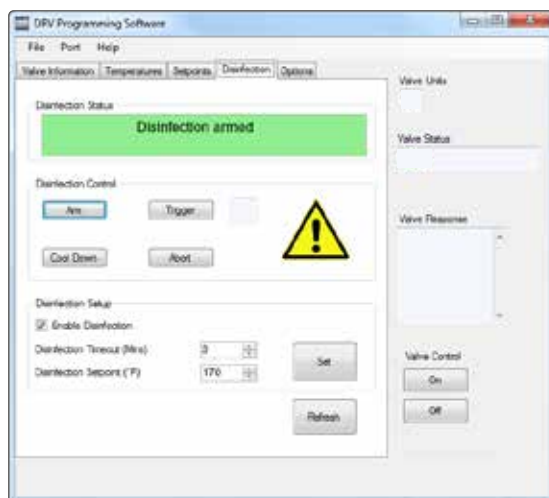 DRV Programming Software
File Port Help
Valve Information Temperatures Setpoints Disinfection Options
Disinfection Status
Disinfection armed
Disinfection Control
Arm Trigger
Cool Down Abort
Disinfection Setup
Enable Disinfection
Disinfection Timeout (Mins) 3
Disinfection Setpoint (°F) 170
Set
Refresh
Valve Units
Valve Status
Valve Response
Valve Control
On
Off